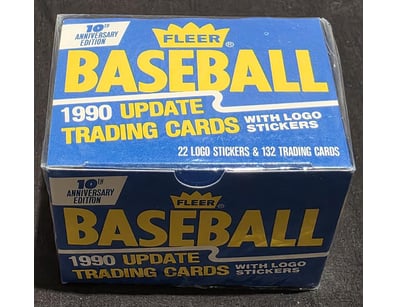 10TH
ANNIVERSARY
EDITION
FLEER®
BASEBALL
1990 UPDATE
TRADING CARDS
WITH LOGO
STICKERS
22 LOGO STICKERS & 132 TRADING CARDS
10TH
ANNIVERSARY
EDITION
FLEER®
BASEBALL
1990 UPDATE
TRADING CARDS
WITH LOGO
STICKERS